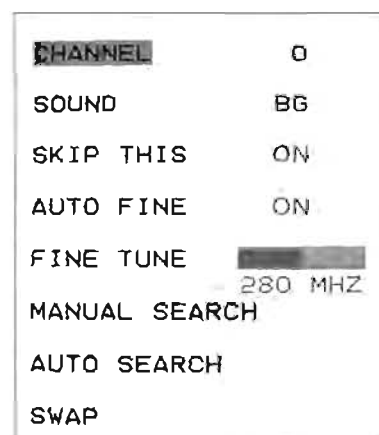 CHANNEL 0
SOUND BG
SKIP THIS ON
AUTO FINE ON
FINE TUNE
280 MHZ
MANUAL SEARCH
AUTO SEARCH
SWAP